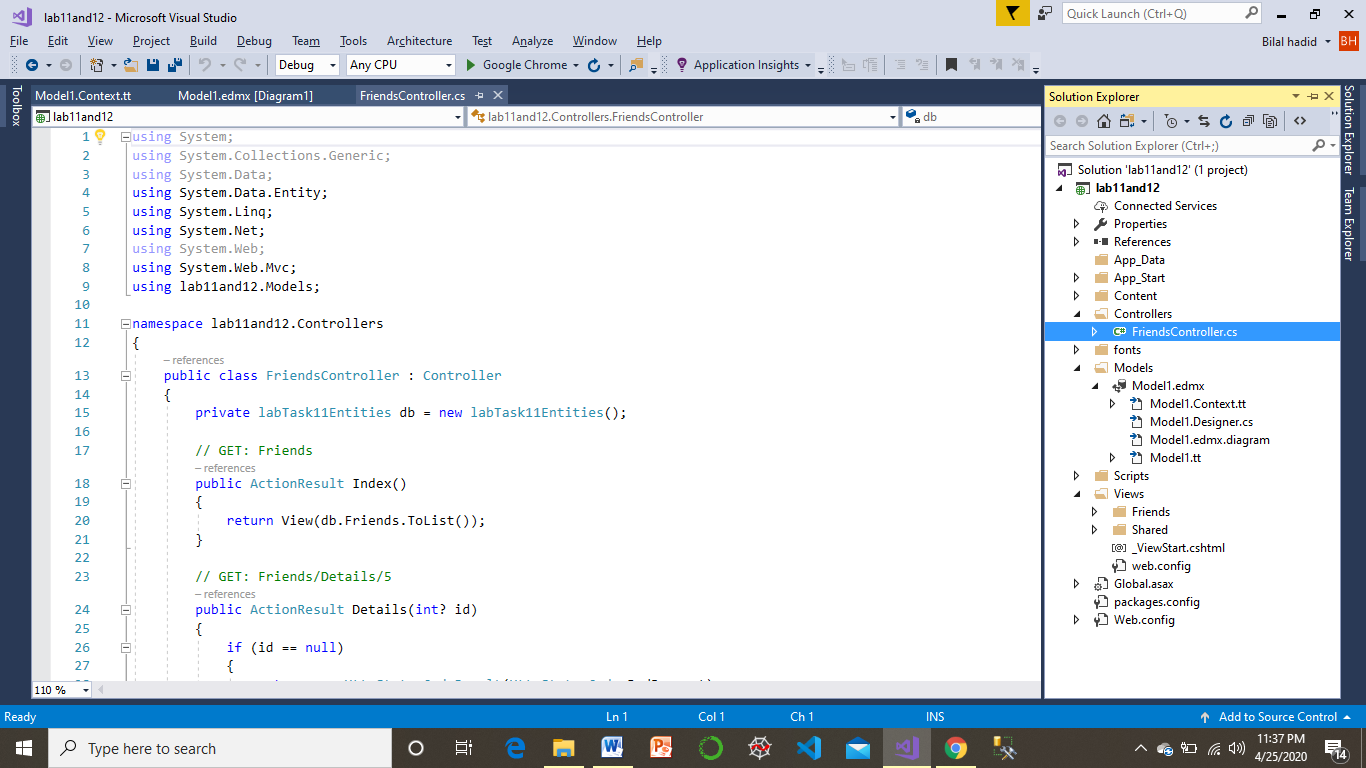 lab11and12 - Microsoft Visual Studio
Quick Launch (Ctrl+Q)
File Edit View Project Build Debug Team Tools Architecture Test Analyze Window Help
Bilal hadid BH
Debug Any CPU Google Chrome Application Insights
Toolbox
Model1.Context.tt Model1.edmx [Diagram1] FriendsController.cs
lab11and12 lab11and12.Controllers.FriendsController db
1 using System;
2 using System.Collections.Generic;
3 using System.Data;
4 using System.Data.Entity;
5 using System.Linq;
6 using System.Net;
7 using System.Web;
8 using System.Web.Mvc;
9 using lab11and12.Models;
10
11 namespace lab11and12.Controllers
12 {
– references
13 public class FriendsController : Controller
14 {
15 private labTask11Entities db = new labTask11Entities();
16
17 // GET: Friends
– references
18 public ActionResult Index()
19 {
20 return View(db.Friends.ToList());
21 }
22
23 // GET: Friends/Details/5
– references
24 public ActionResult Details(int? id)
25 {
26 if (id == null)
27 {
110 %
Solution Explorer
Search Solution Explorer (Ctrl+;)
Solution 'lab11and12' (1 project)
lab11and12
Connected Services
Properties
References
App_Data
App_Start
Content
Controllers
FriendsController.cs
fonts
Models
Model1.edmx
Model1.Context.tt
Model1.Designer.cs
Model1.edmx.diagram
Model1.tt
Scripts
Views
Friends
Shared
_ViewStart.cshtml
web.config
Global.asax
packages.config
Web.config
Solution Explorer
Team Explorer
Ready Ln 1 Col 1 Ch 1 INS Add to Source Control
Type here to search
11:37 PM
4/25/2020
14